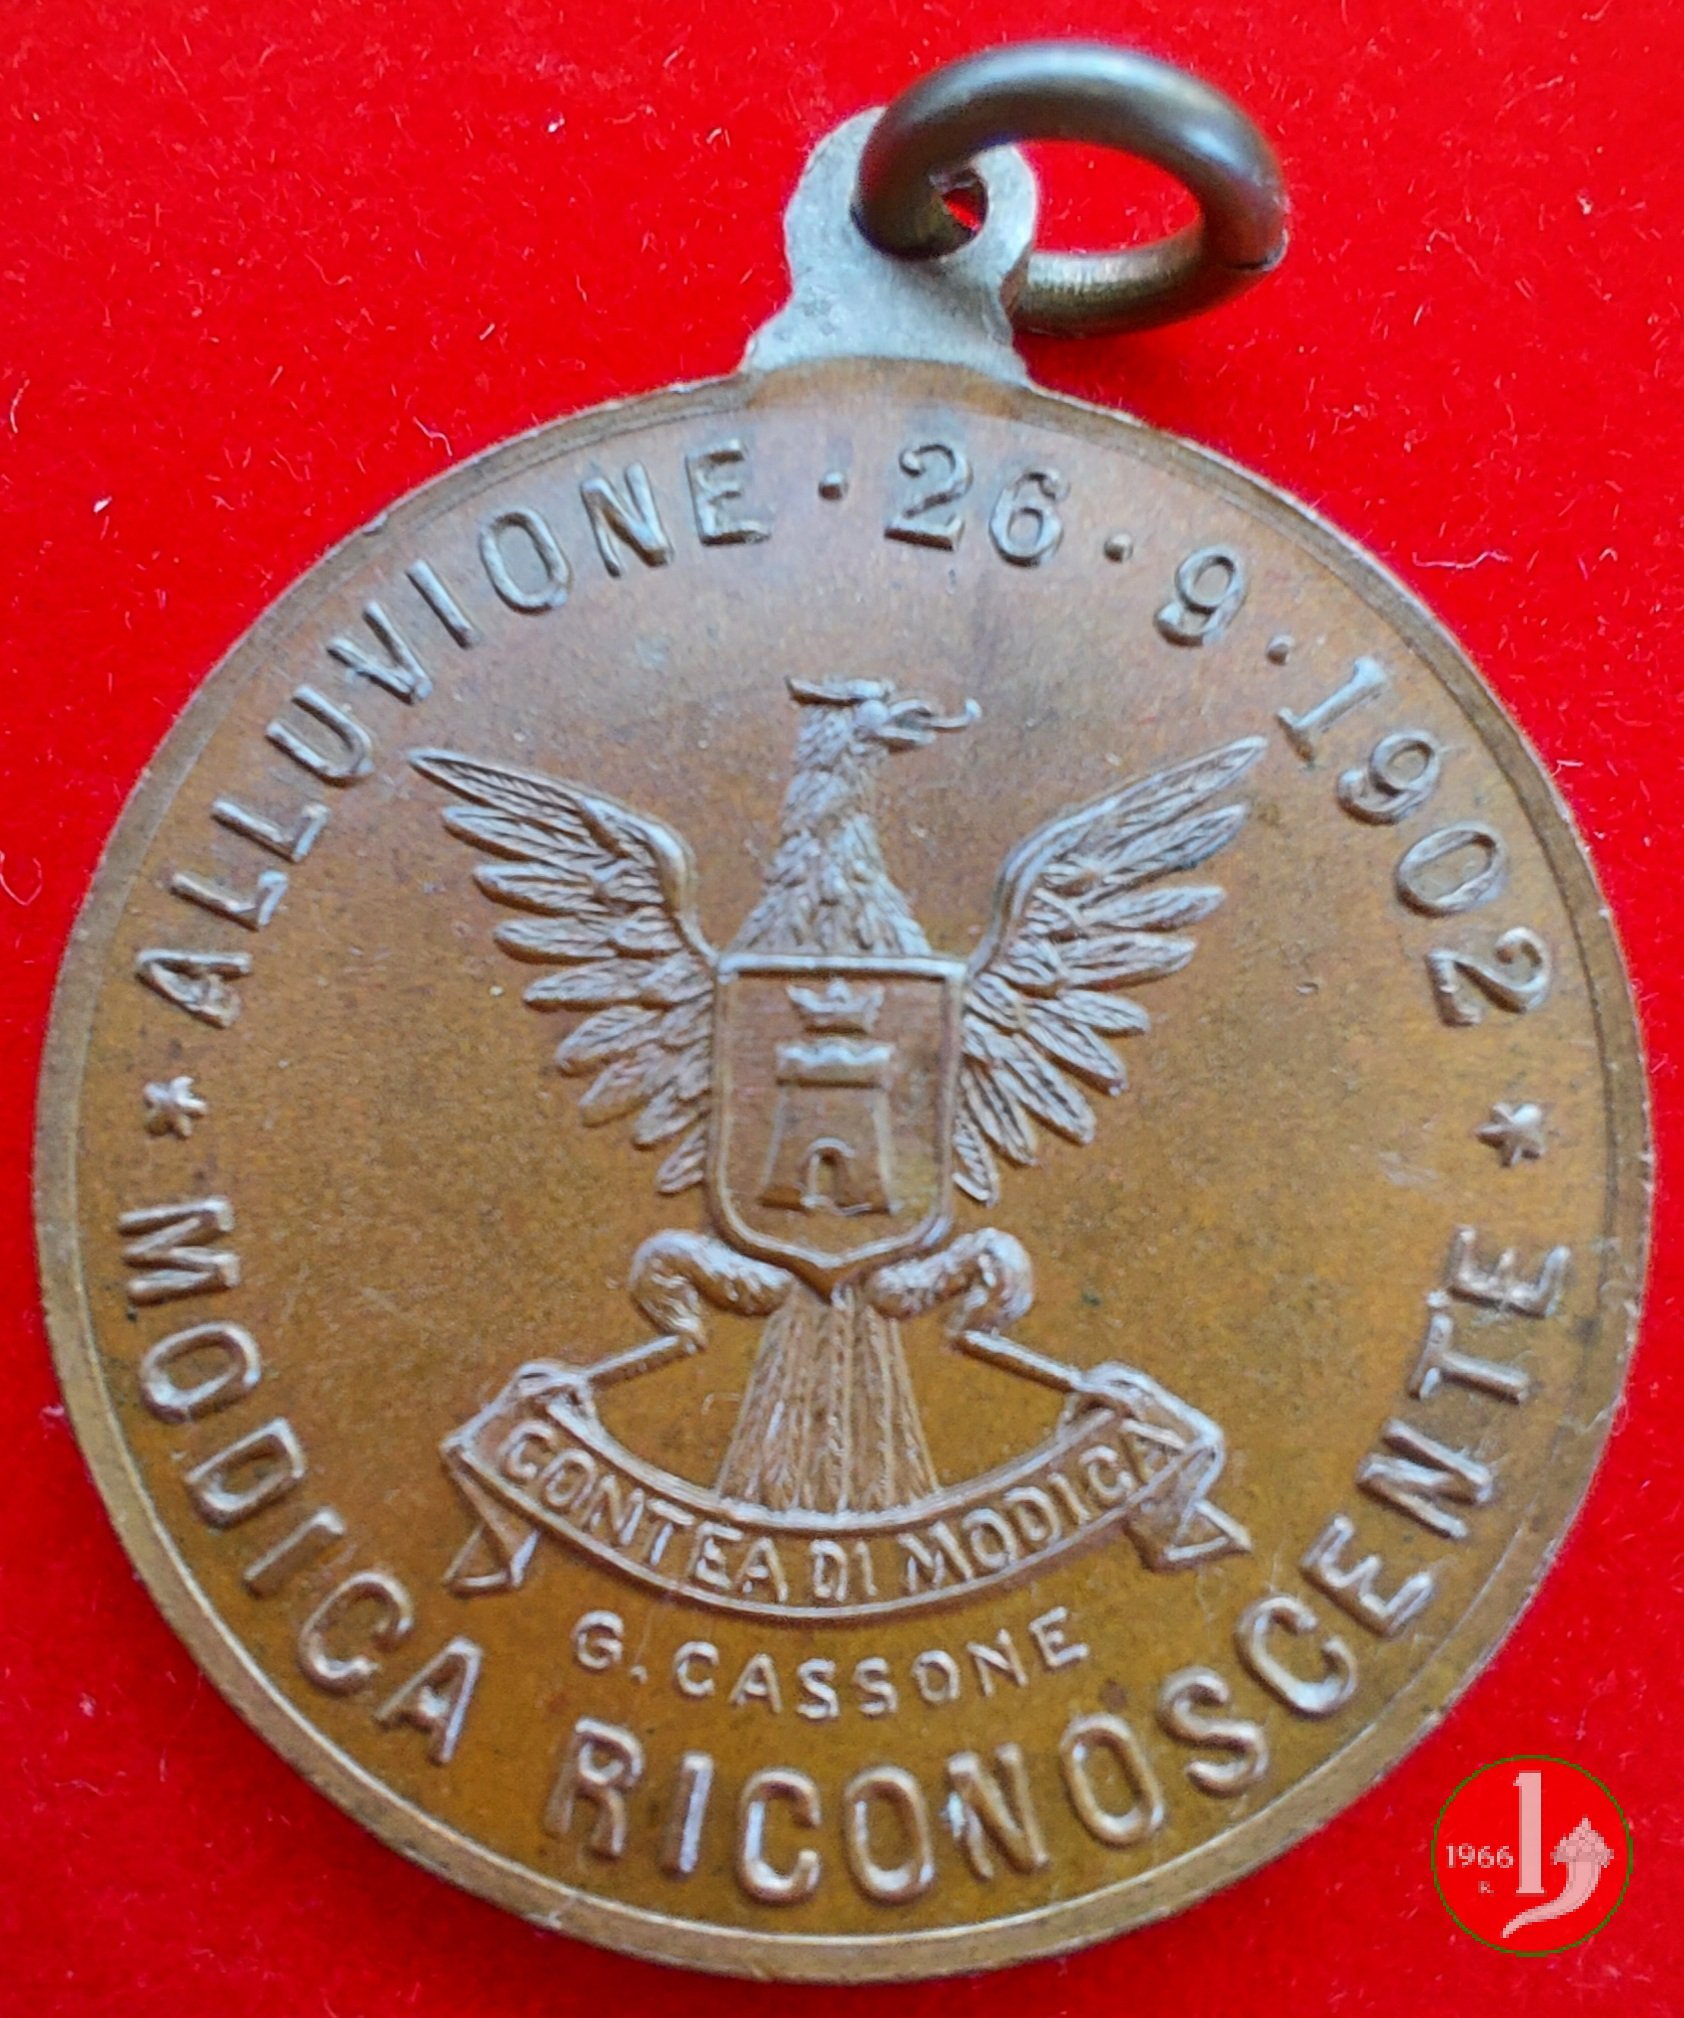 * ALLUVIONE · 26 · 9 · 1902 *
CONTEA DI MODICA
G. CASSONE
MODICA RICONOSCENTE
1966
R.